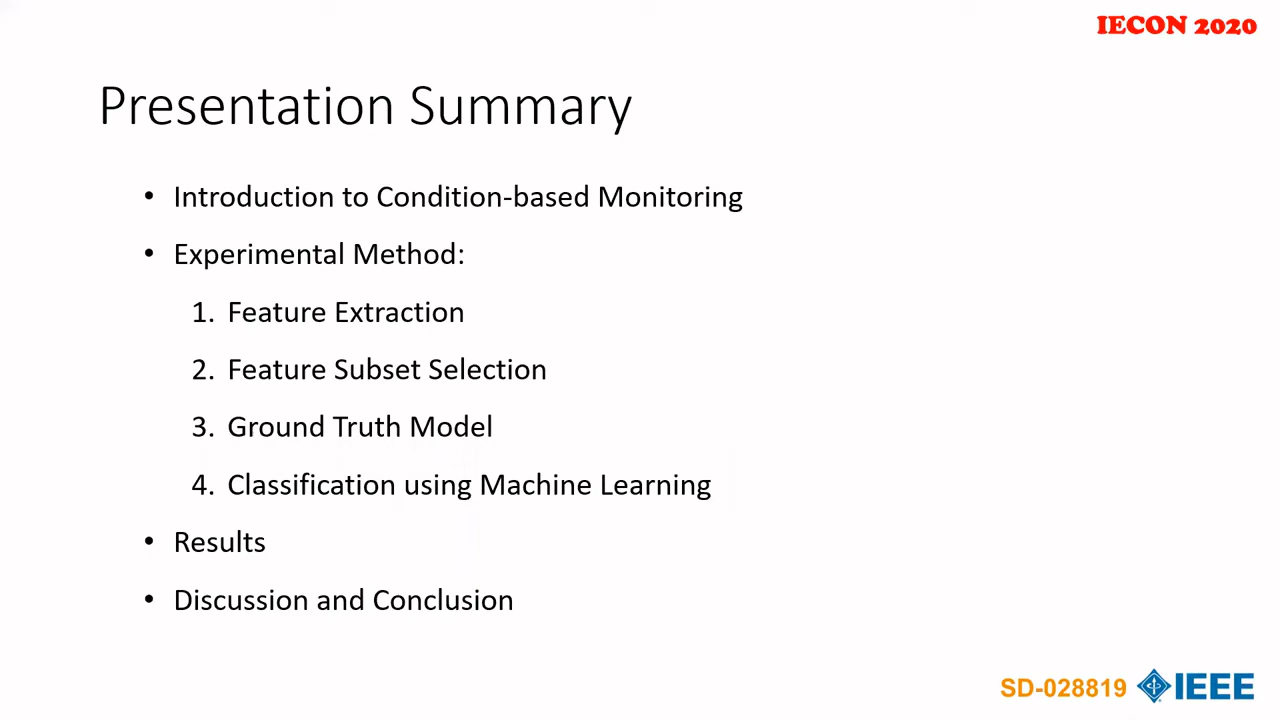 IECON 2020
Presentation Summary
• Introduction to Condition-based Monitoring
• Experimental Method:
1. Feature Extraction
2. Feature Subset Selection
3. Ground Truth Model
4. Classification using Machine Learning
• Results
• Discussion and Conclusion
SD-028819 IEEE